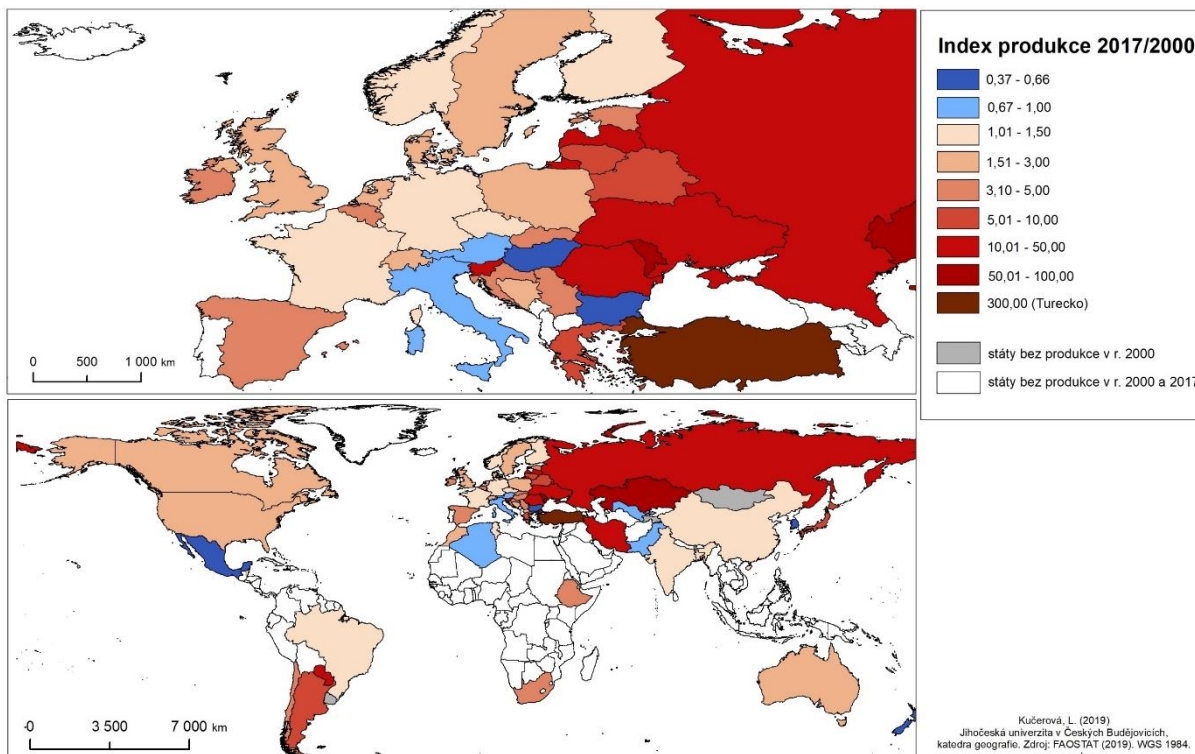 Index produkce 2017/2000
0,37 - 0,66
0,67 - 1,00
1,01 - 1,50
1,51 - 3,00
3,10 - 5,00
5,01 - 10,00
10,01 - 50,00
50,01 - 100,00
300,00 (Turecko)
státy bez produkce v r. 2000
státy bez produkce v r. 2000 a 2017
0 500 1 000 km
0 3 500 7 000 km
Kučerová, L. (2019)
Jihočeská univerzita v Českých Budějovicích,
katedra geografie. Zdroj: FAOSTAT (2019). WGS 1984.